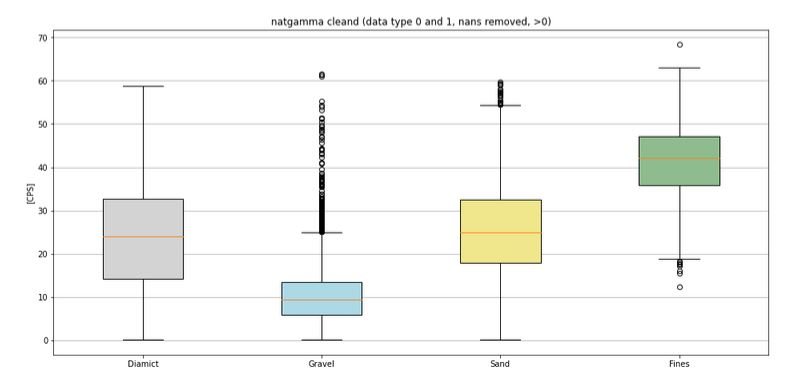 natgamma cleand (data type 0 and 1, nans removed, >0)
70
60
50
40
30
20
10
0
[CPS]
Diamict Gravel Sand Fines